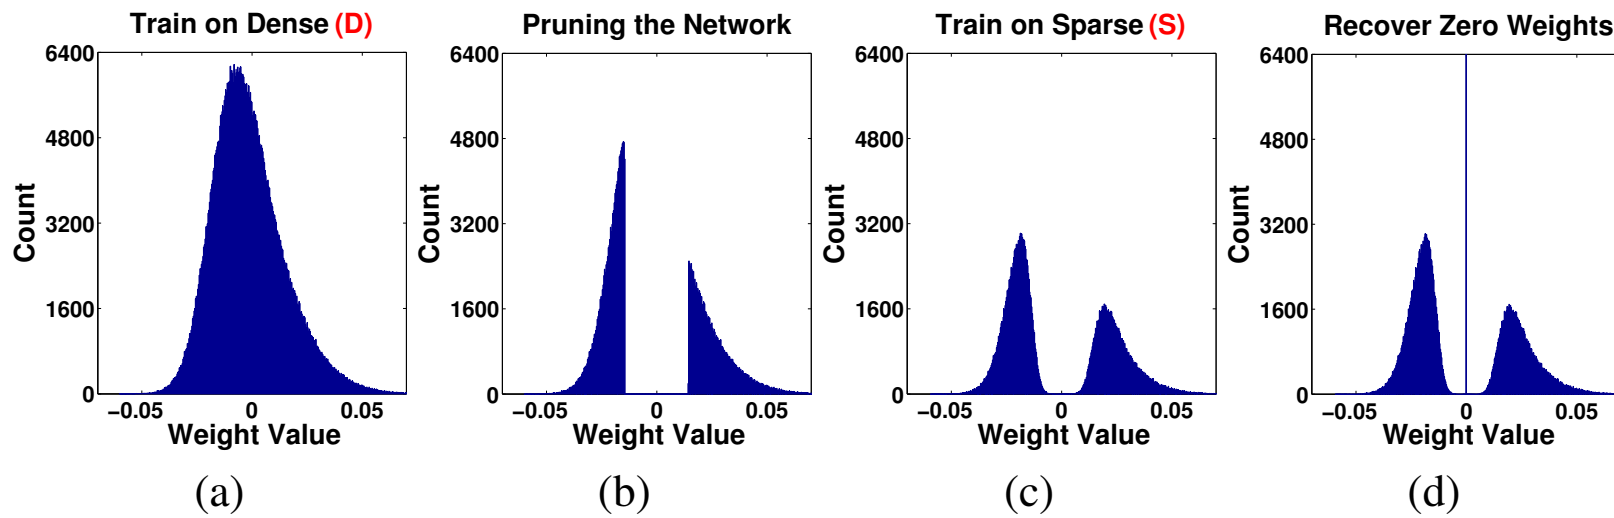 Train on Dense (D)
6400
4800
3200
1600
0
Count
−0.05
0
0.05
Weight Value
(a)
Pruning the Network
6400
4800
3200
1600
0
Count
−0.05
0
0.05
Weight Value
(b)
Train on Sparse (S)
6400
4800
3200
1600
0
Count
−0.05
0
0.05
Weight Value
(c)
Recover Zero Weights
6400
4800
3200
1600
0
Count
−0.05
0
0.05
Weight Value
(d)